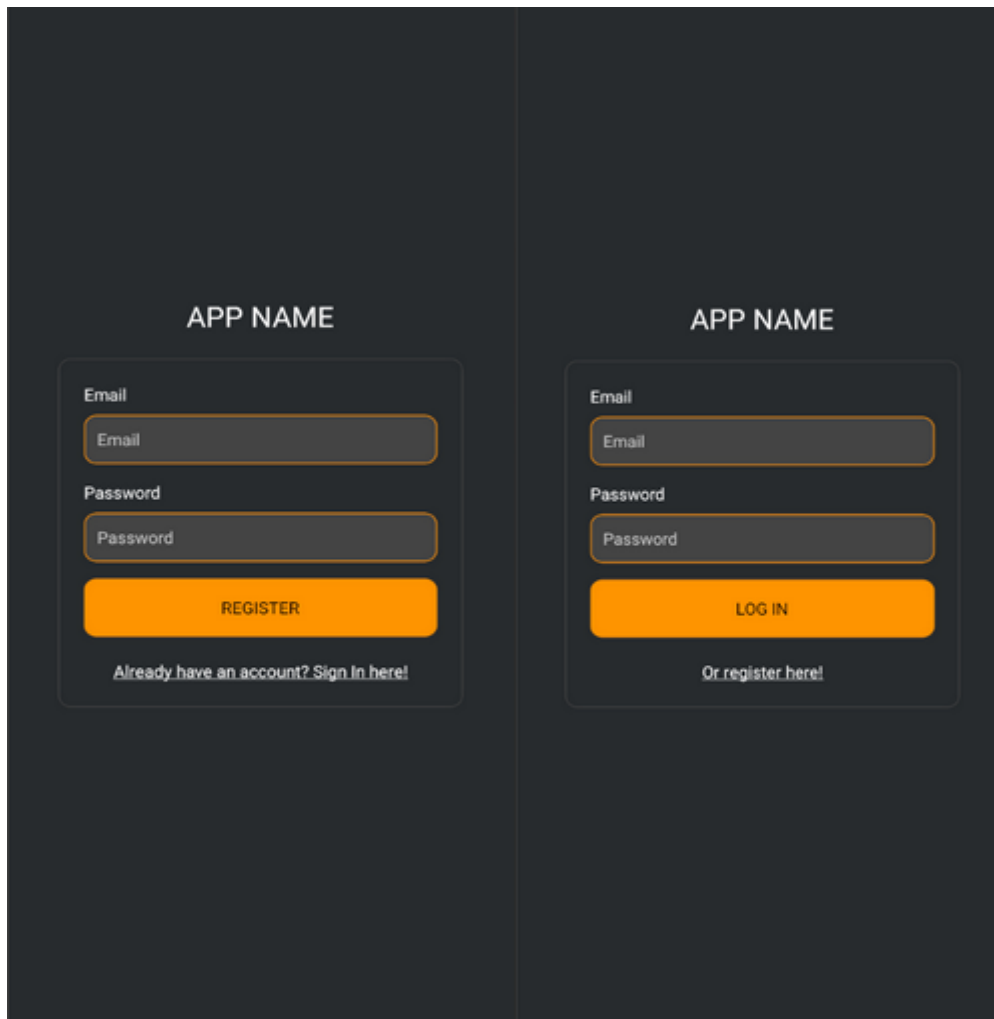 APP NAME
Email
Email
Password
Password
REGISTER
Already have an account? Sign In here!
APP NAME
Email
Email
Password
Password
LOG IN
Or register here!